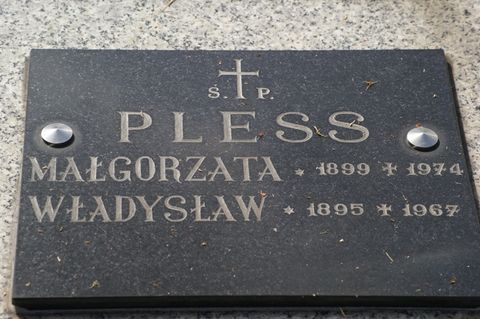 Ś. † P.
PLESS
MAŁGORZATA * 1899 † 1974
WŁADYSŁAW * 1895 † 1967